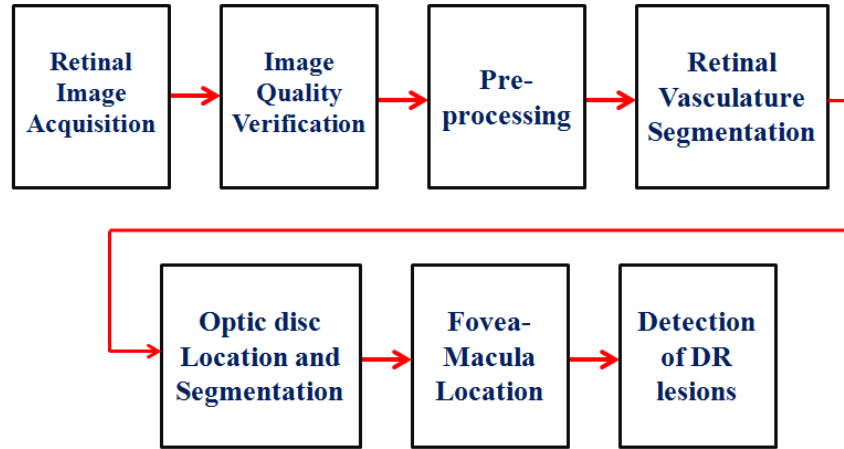 Retinal
Image
Acquisition
Image
Quality
Verification
Pre-
processing
Retinal
Vasculature
Segmentation
Optic disc
Location and
Segmentation
Fovea-
Macula
Location
Detection
of DR
lesions